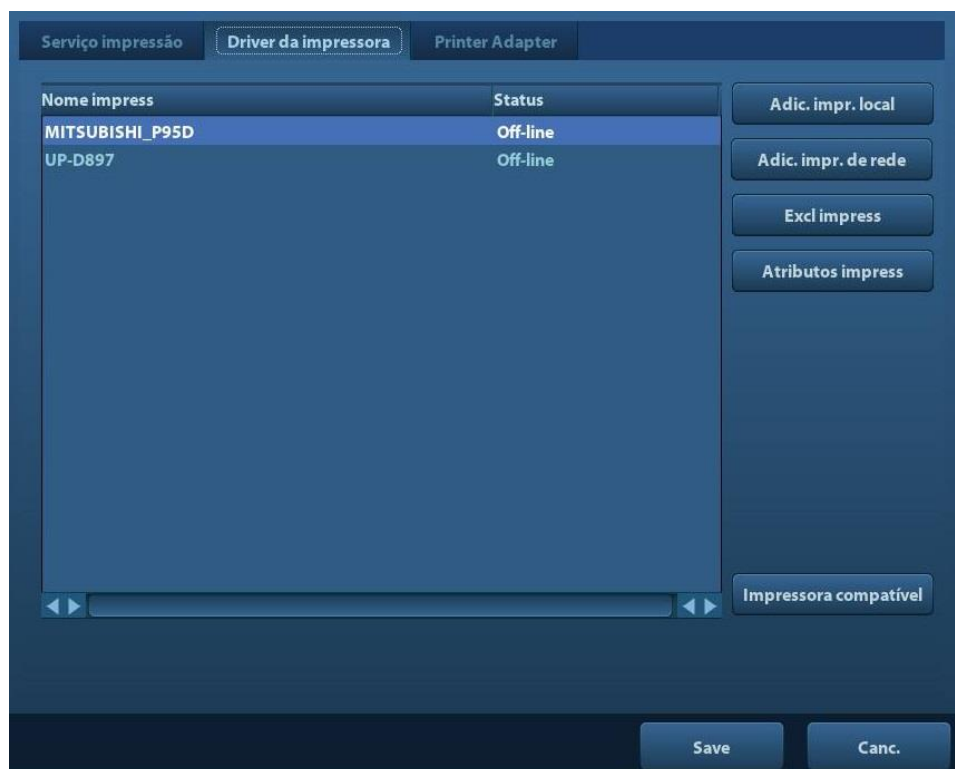 Serviço impressão Driver da impressora Printer Adapter
Nome impress Status
MITSUBISHI_P95D Off-line
UP-D897 Off-line
Adic. impr. local
Adic. impr. de rede
Excl impress
Atributos impress
Impressora compatível
Save Canc.